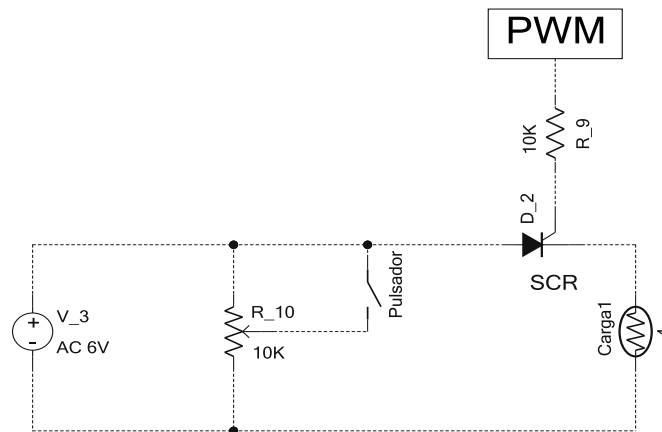 PWM
10K
R_9
D_2
SCR
Pulsador
V_3
AC 6V
R_10
10K
Carga1
+
-